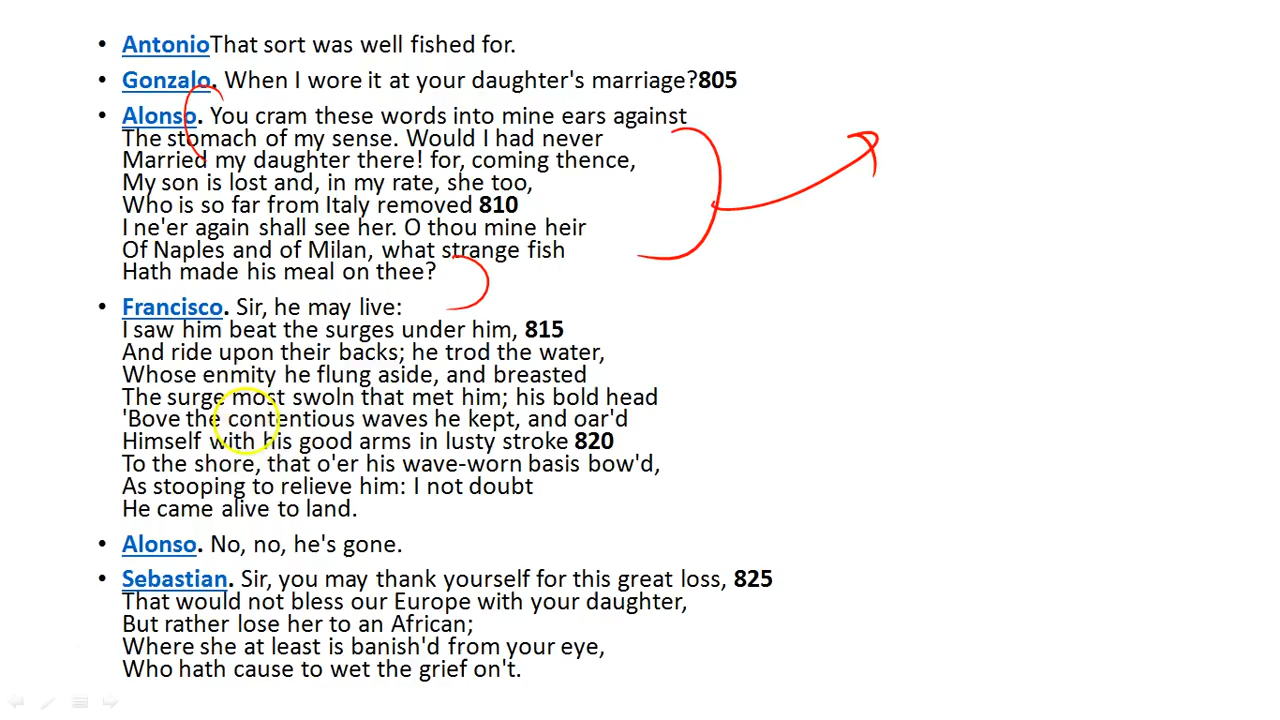 • AntonioThat sort was well fished for.
• Gonzalo. When I wore it at your daughter's marriage?805
• Alonso. You cram these words into mine ears against
The stomach of my sense. Would I had never
Married my daughter there! for, coming thence,
My son is lost and, in my rate, she too,
Who is so far from Italy removed 810
I ne'er again shall see her. O thou mine heir
Of Naples and of Milan, what strange fish
Hath made his meal on thee?
• Francisco. Sir, he may live:
I saw him beat the surges under him, 815
And ride upon their backs; he trod the water,
Whose enmity he flung aside, and breasted
The surge most swoln that met him; his bold head
'Bove the contentious waves he kept, and oar'd
Himself with his good arms in lusty stroke 820
To the shore, that o'er his wave-worn basis bow'd,
As stooping to relieve him: I not doubt
He came alive to land.
• Alonso. No, no, he's gone.
• Sebastian. Sir, you may thank yourself for this great loss, 825
That would not bless our Europe with your daughter,
But rather lose her to an African;
Where she at least is banish'd from your eye,
Who hath cause to wet the grief on't.